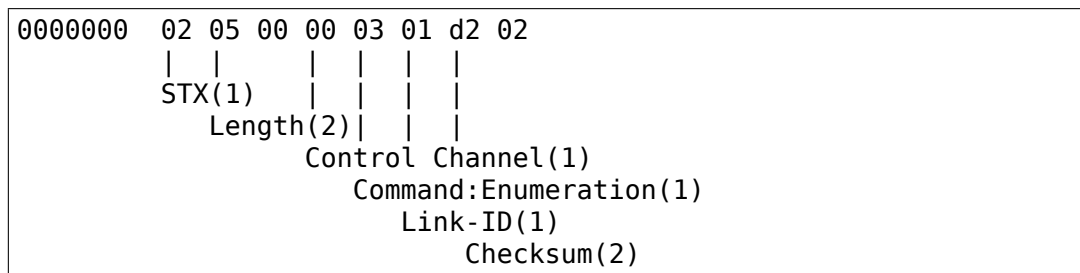 0000000  02 05 00 00 03 01 d2 02
         |  |     |  |  |  |
         STX(1)   |  |  |  |
            Length(2)|  |  |
                  Control Channel(1)
                     Command:Enumeration(1)
                        Link-ID(1)
                            Checksum(2)